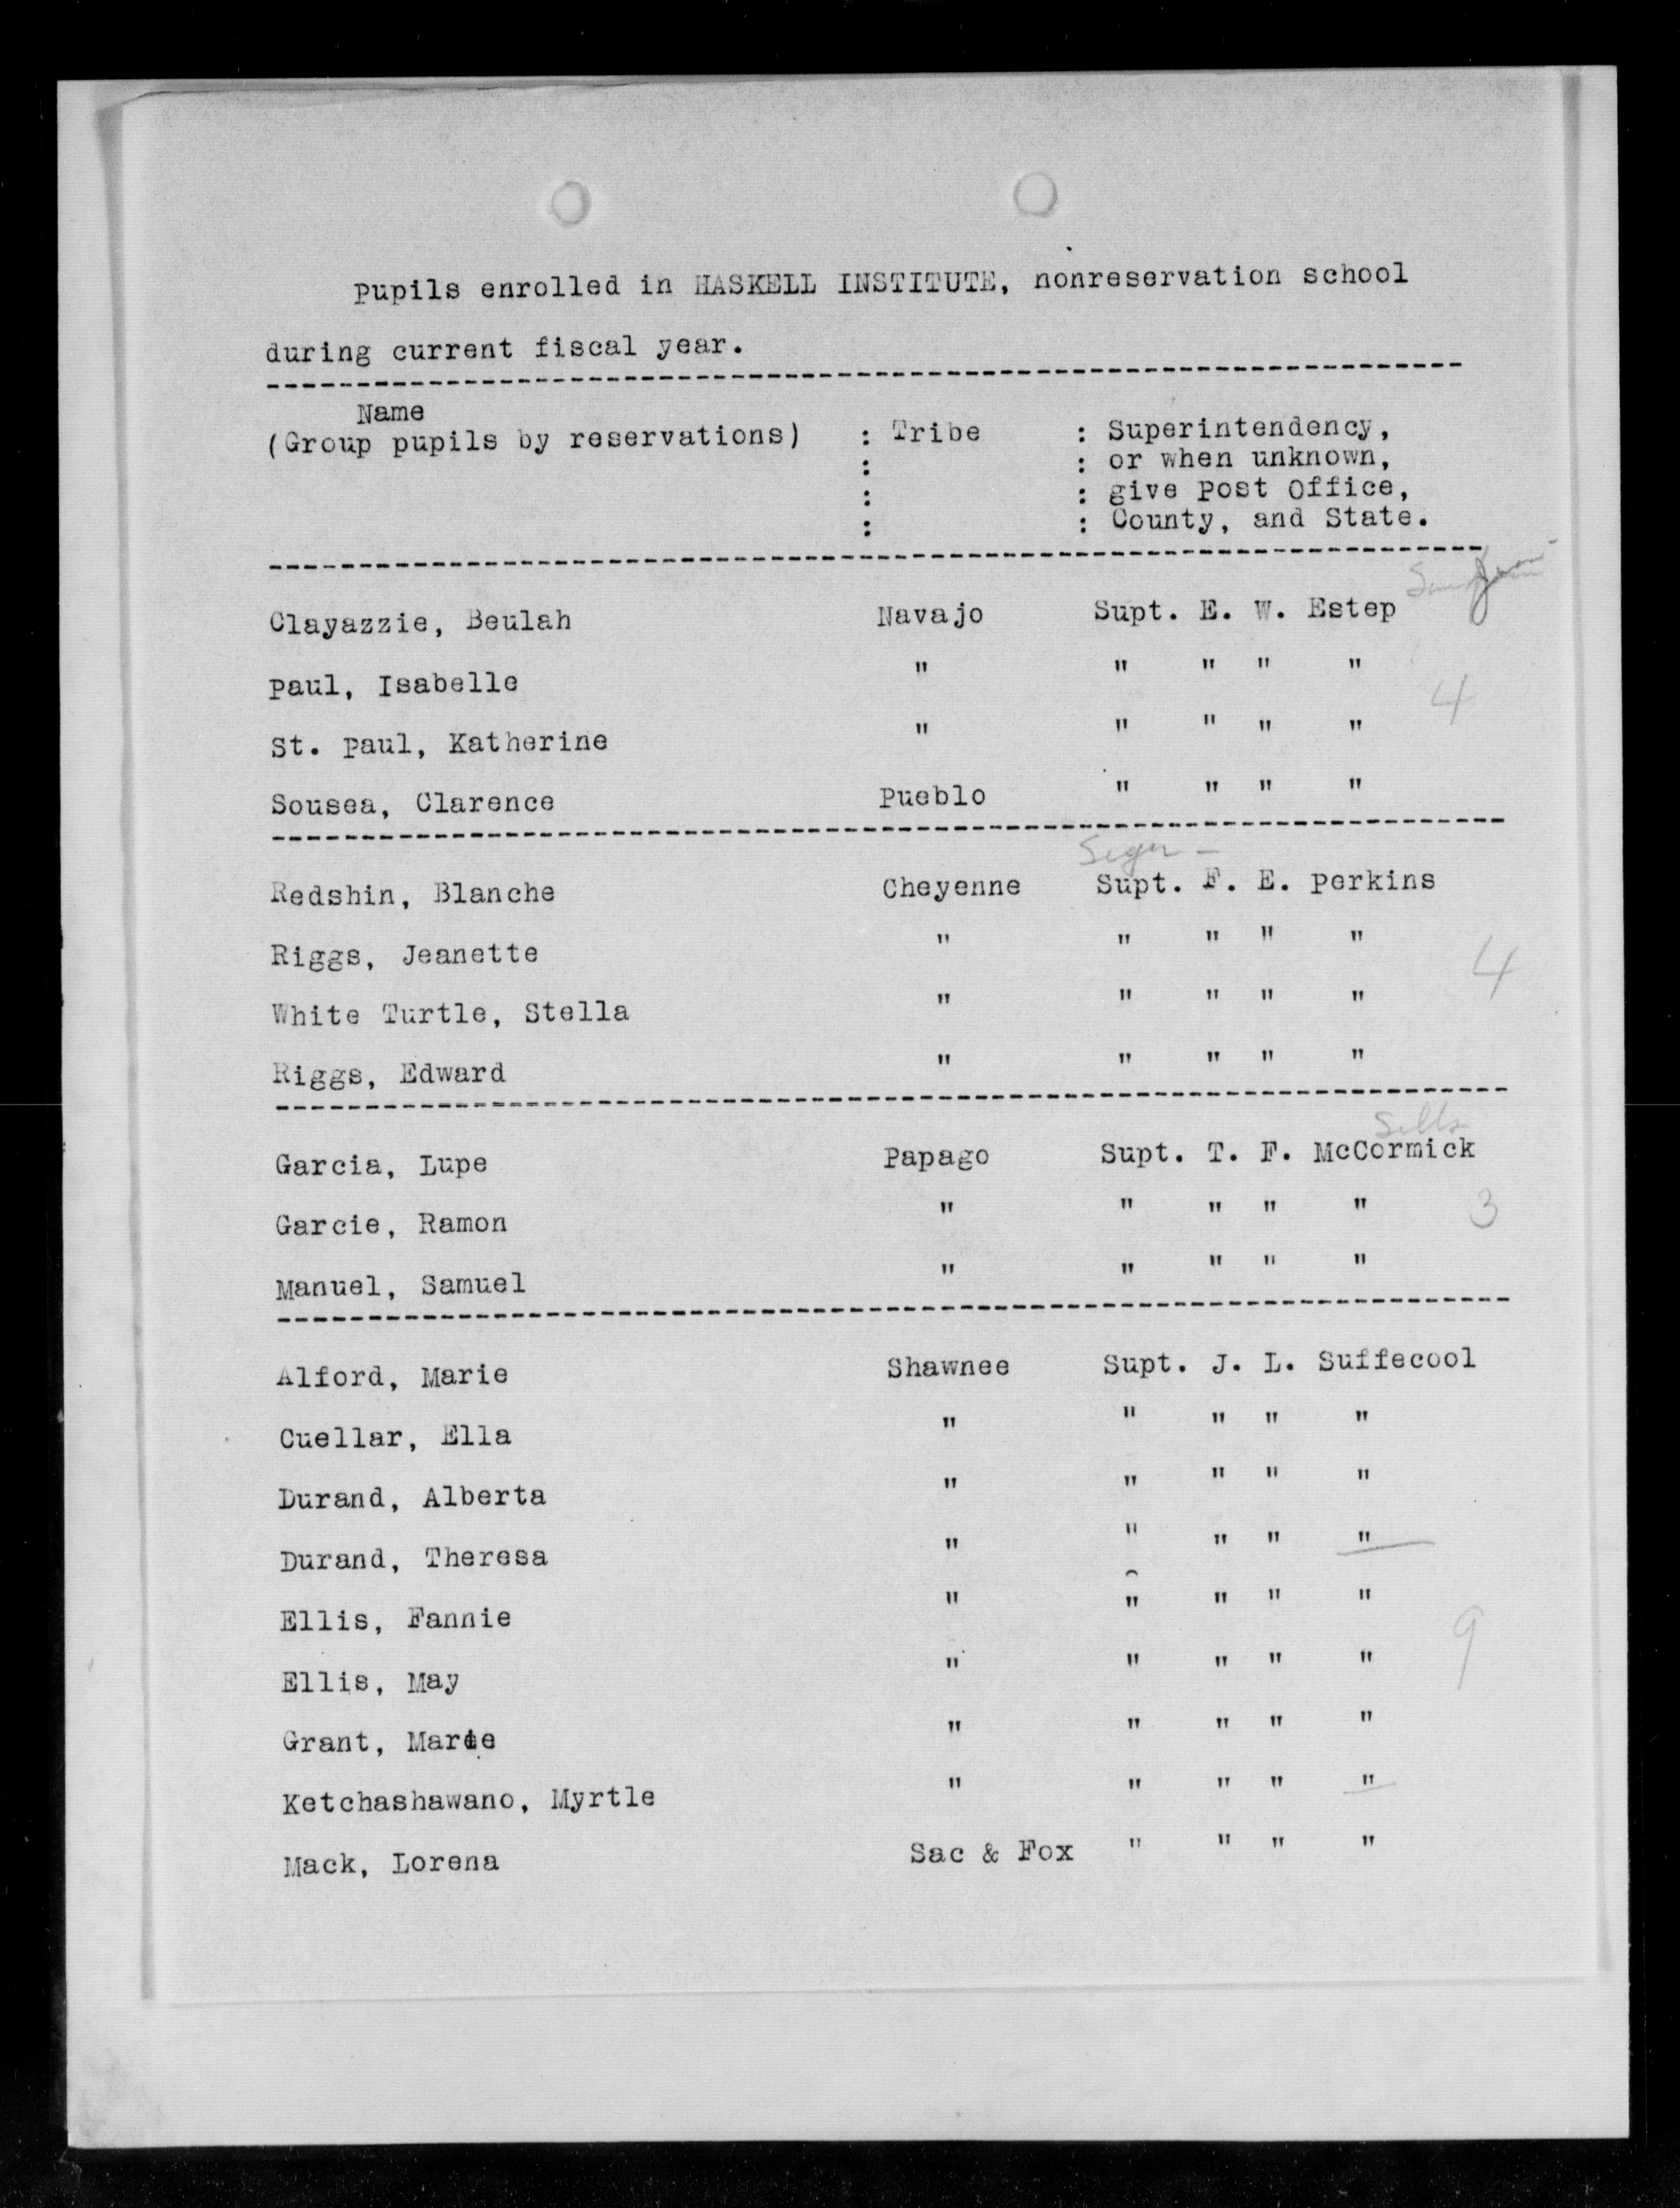 Pupils enrolled in HASKELL INSTITUTE, nonreservation school
during current fiscal year.
Name
(Group pupils by reservations) : Tribe : Superintendency,
: : or when unknown,
: : give Post Office,
: : County, and State.
San Juan
Clayazzie, Beulah Navajo Supt. E. W. Estep
Paul, Isabelle " " " " "
4
St. Paul, Katherine " " " " "
Sousea, Clarence Pueblo " " " "
Seger -
Redshin, Blanche Cheyenne Supt. F. E. Perkins
Riggs, Jeanette " " " " "
4
White Turtle, Stella " " " " "
Riggs, Edward " " " " "
Sells
Garcia, Lupe Papago Supt. T. F. McCormick
Garcie, Ramon " " " " " 3
Manuel, Samuel " " " " "
Alford, Marie Shawnee Supt. J. L. Suffecool
Cuellar, Ella " " " " "
Durand, Alberta " " " " "
Durand, Theresa " " " " "
Ellis, Fannie " " " " "
9
Ellis, May " " " " "
Grant, Marie " " " " "
Ketchashawano, Myrtle " " " " "
Mack, Lorena Sac & Fox " " " "